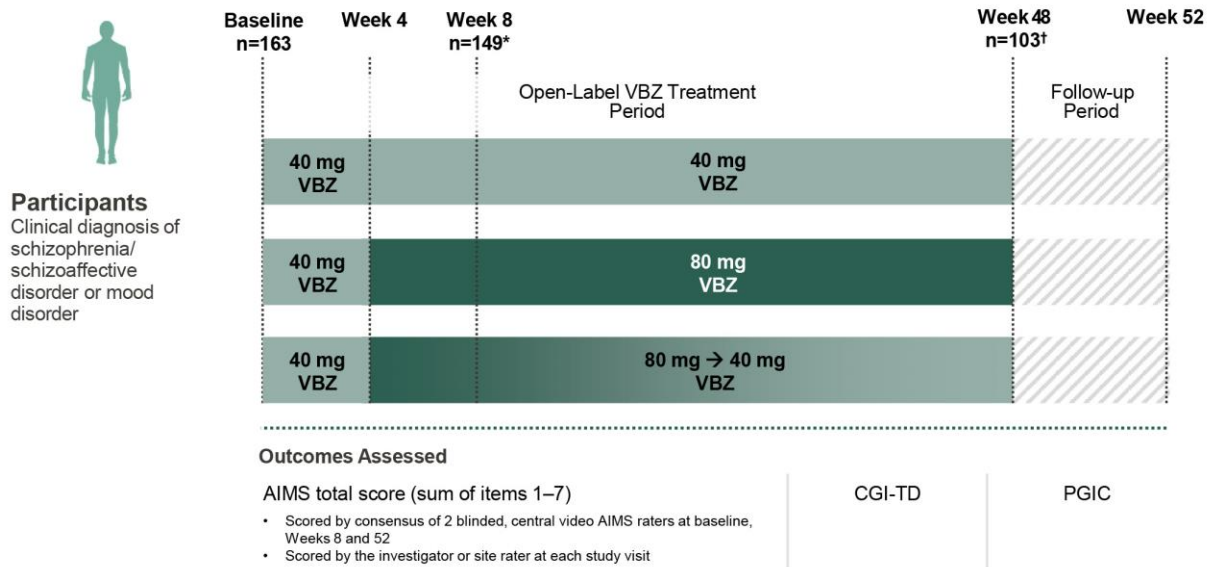 Baseline
n=163
Week 4
Week 8
n=149*
Week 48
n=103†
Week 52
Open-Label VBZ Treatment
Period
Follow-up
Period
Participants
Clinical diagnosis of
schizophrenia/
schizoaffective
disorder or mood
disorder
40 mg
VBZ
40 mg
VBZ
40 mg
VBZ
80 mg
VBZ
40 mg
VBZ
80 mg → 40 mg
VBZ
Outcomes Assessed
AIMS total score (sum of items 1–7)
• Scored by consensus of 2 blinded, central video AIMS raters at baseline,
Weeks 8 and 52
• Scored by the investigator or site rater at each study visit
CGI-TD
PGIC